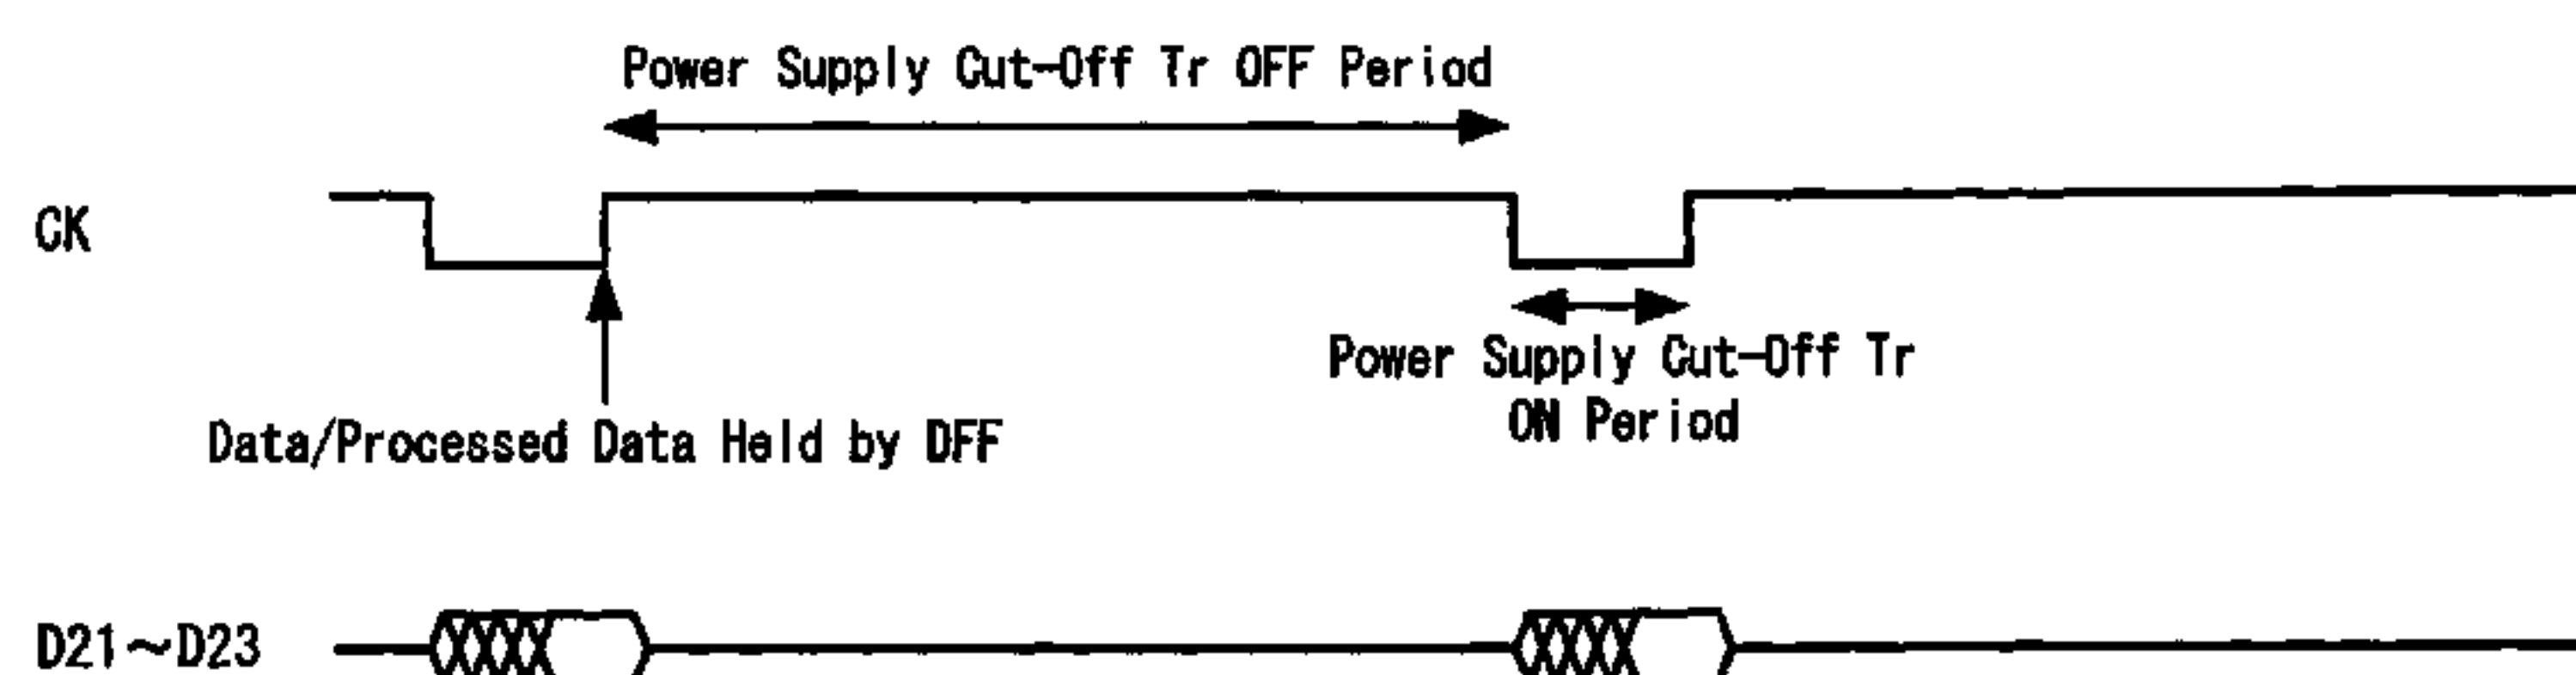 Power Supply Cut-Off Tr OFF Period
CK
Power Supply Cut-Off Tr
ON Period
Data/Processed Data Held by DFF
D21～D23